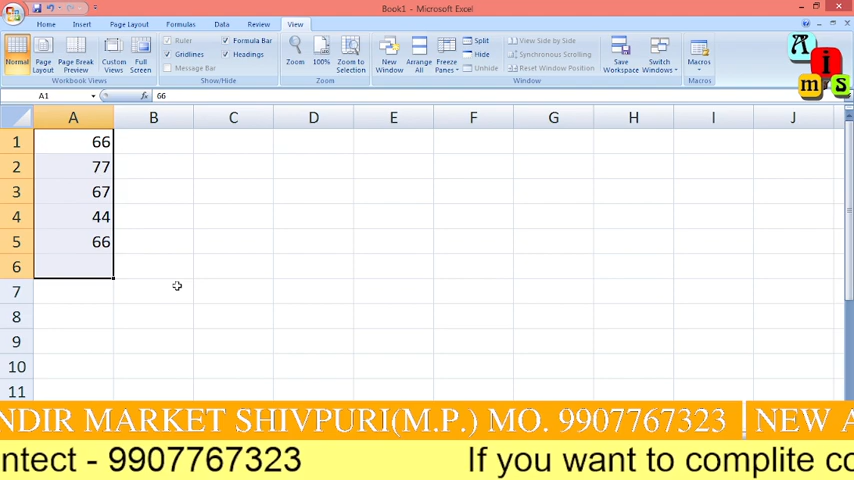 Book1 - Microsoft Excel
Home Insert Page Layout Formulas Data Review View
Ruler Formula Bar
Gridlines Headings
Message Bar
Normal Page Layout Page Break Preview Custom Views Full Screen
Zoom 100% Zoom to Selection
New Window Arrange All Freeze Panes
Split
Hide
Unhide
View Side by Side
Synchronous Scrolling
Reset Window Position
Save Workspace Switch Windows
Macros
Workbook Views Show/Hide Zoom Window Macros
A i m s
A1 fx 66
A B C D E F G H I J
1 66
2 77
3 67
4 44
5 66
6
7
8
9
10
11
NDIR MARKET SHIVPURI(M.P.) MO. 9907767323 NEW A
ntect - 9907767323 If you want to complite co